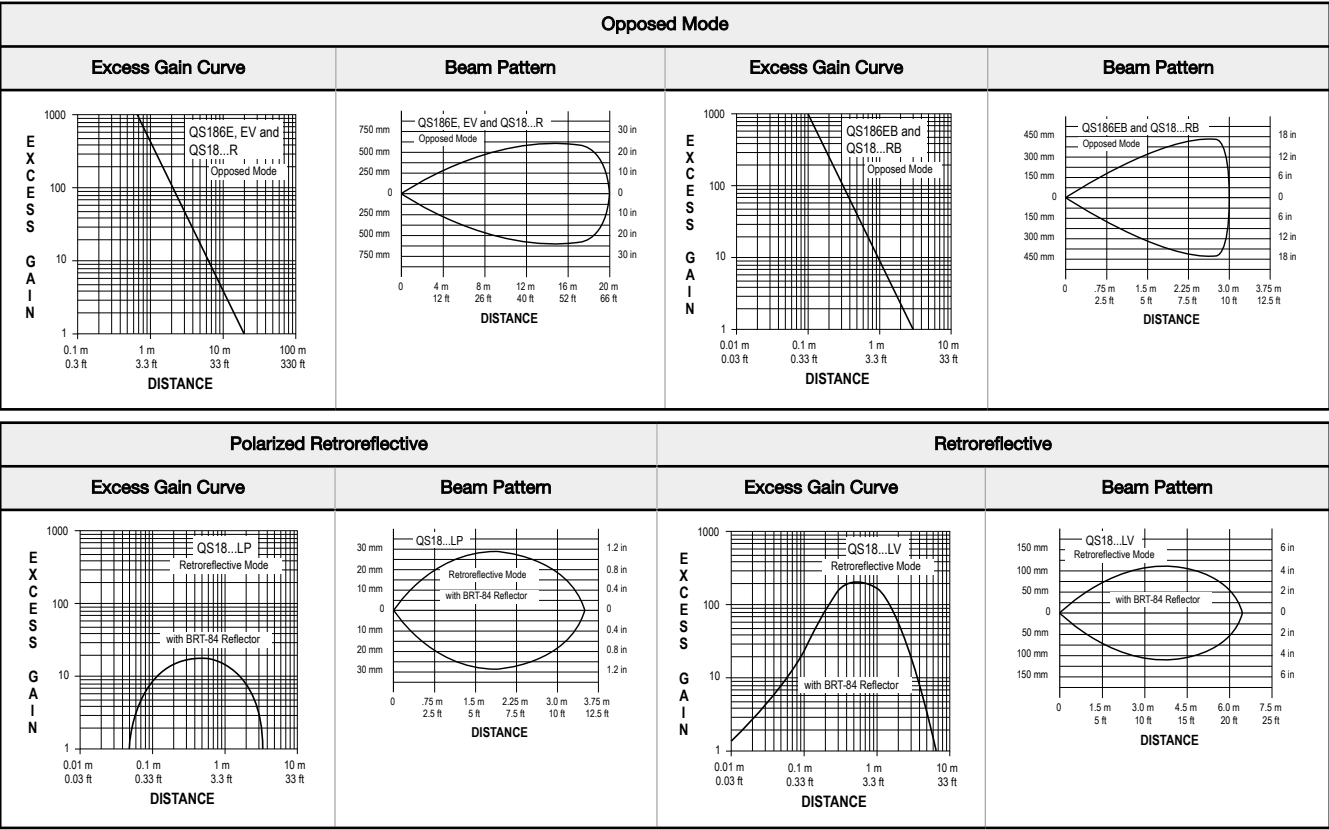 Opposed Mode
Excess Gain Curve
Beam Pattern
Excess Gain Curve
Beam Pattern
EXCESS GAIN
1000
100
10
1
QS186E, EV and
QS18...R
Opposed Mode
0.1 m 1 m 10 m 100 m
0.3 ft 3.3 ft 33 ft 330 ft
DISTANCE
QS186E, EV and QS18...R
Opposed Mode
750 mm 30 in
500 mm 20 in
250 mm 10 in
0 0
250 mm 10 in
500 mm 20 in
750 mm 30 in
0 4 m 8 m 12 m 16 m 20 m
12 ft 26 ft 40 ft 52 ft 66 ft
DISTANCE
EXCESS GAIN
1000
100
10
1
QS186EB and
QS18...RB
Opposed Mode
0.01 m 0.1 m 1 m 10 m
0.03 ft 0.33 ft 3.3 ft 33 ft
DISTANCE
QS186EB and QS18...RB
Opposed Mode
450 mm 18 in
300 mm 12 in
150 mm 6 in
0 0
150 mm 6 in
300 mm 12 in
450 mm 18 in
0 .75 m 1.5 m 2.25 m 3.0 m 3.75 m
2.5 ft 5 ft 7.5 ft 10 ft 12.5 ft
DISTANCE
Polarized Retroreflective
Retroreflective
Excess Gain Curve
Beam Pattern
Excess Gain Curve
Beam Pattern
EXCESS GAIN
1000
100
10
1
QS18...LP
Retroreflective Mode
with BRT-84 Reflector
0.01 m 0.1 m 1 m 10 m
0.03 ft 0.33 ft 3.3 ft 33 ft
DISTANCE
QS18...LP
Retroreflective Mode
with BRT-84 Reflector
30 mm 1.2 in
20 mm 0.8 in
10 mm 0.4 in
0 0
10 mm 0.4 in
20 mm 0.8 in
30 mm 1.2 in
0 .75 m 1.5 m 2.25 m 3.0 m 3.75 m
2.5 ft 5 ft 7.5 ft 10 ft 12.5 ft
DISTANCE
EXCESS GAIN
1000
100
10
1
QS18...LV
Retroreflective Mode
with BRT-84 Reflector
0.01 m 0.1 m 1 m 10 m
0.03 ft 0.33 ft 3.3 ft 33 ft
DISTANCE
QS18...LV
Retroreflective Mode
with BRT-84 Reflector
150 mm 6 in
100 mm 4 in
50 mm 2 in
0 0
50 mm 2 in
100 mm 4 in
150 mm 6 in
0 1.5 m 3.0 m 4.5 m 6.0 m 7.5 m
5 ft 10 ft 15 ft 20 ft 25 ft
DISTANCE